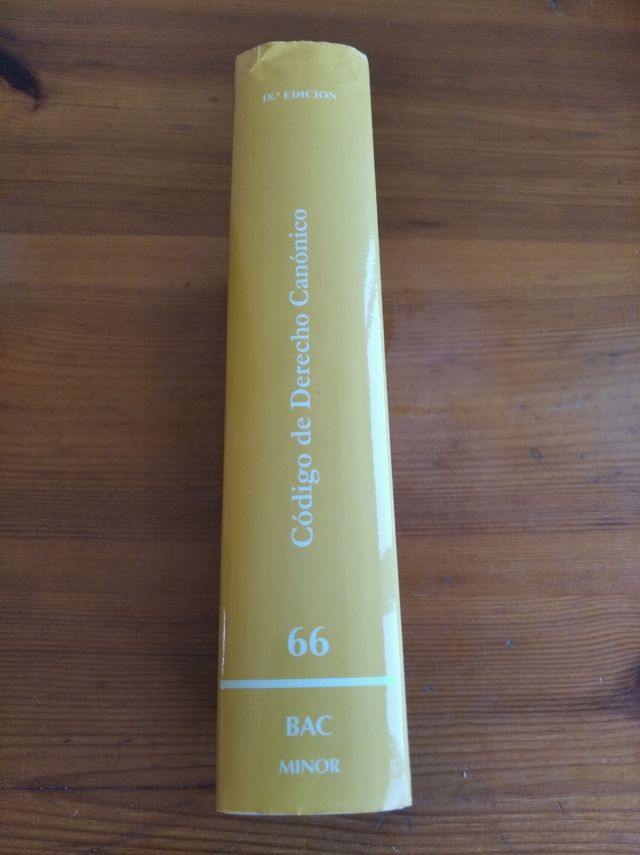 18.ª EDICION
Código de Derecho Canónico
66
BAC
MINOR